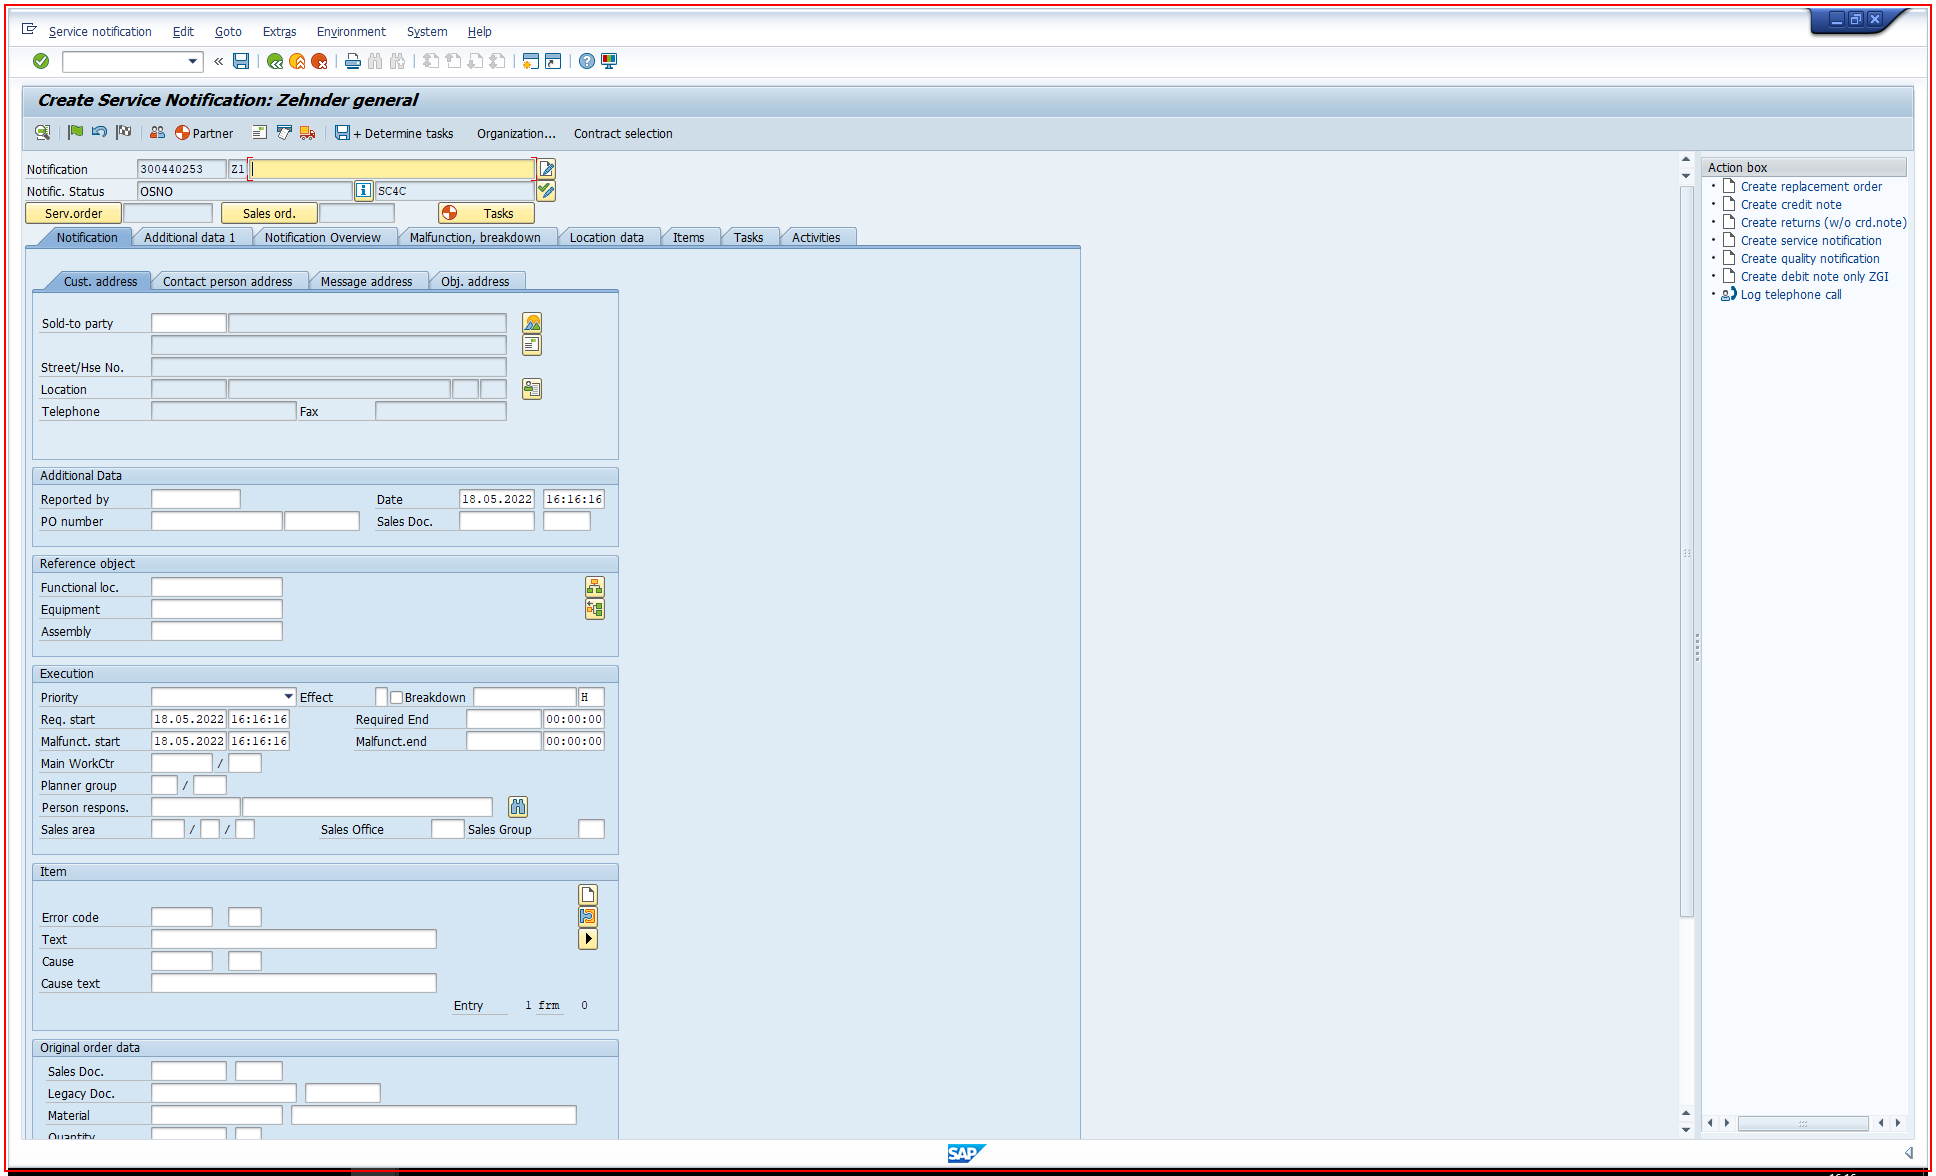 Service notification Edit Goto Extras Environment System Help
Create Service Notification: Zehnder general
Partner + Determine tasks Organization... Contract selection
Notification 300440253 Z1
Notific. Status OSNO SC4C
Serv.order Sales ord. Tasks
Notification Additional data 1 Notification Overview Malfunction, breakdown Location data Items Tasks Activities
Cust. address Contact person address Message address Obj. address
Sold-to party
Street/Hse No.
Location
Telephone Fax
Additional Data
Reported by Date 18.05.2022 16:16:16
PO number Sales Doc.
Reference object
Functional loc.
Equipment
Assembly
Execution
Priority Effect Breakdown H
Req. start 18.05.2022 16:16:16 Required End 00:00:00
Malfunct. start 18.05.2022 16:16:16 Malfunct.end 00:00:00
Main WorkCtr /
Planner group /
Person respons.
Sales area / / Sales Office Sales Group
Item
Error code
Text
Cause
Cause text
Entry 1 frm 0
Original order data
Sales Doc.
Legacy Doc.
Material
Quantity
Action box
Create replacement order
Create credit note
Create returns (w/o crd.note)
Create service notification
Create quality notification
Create debit note only ZGI
Log telephone call
SAP